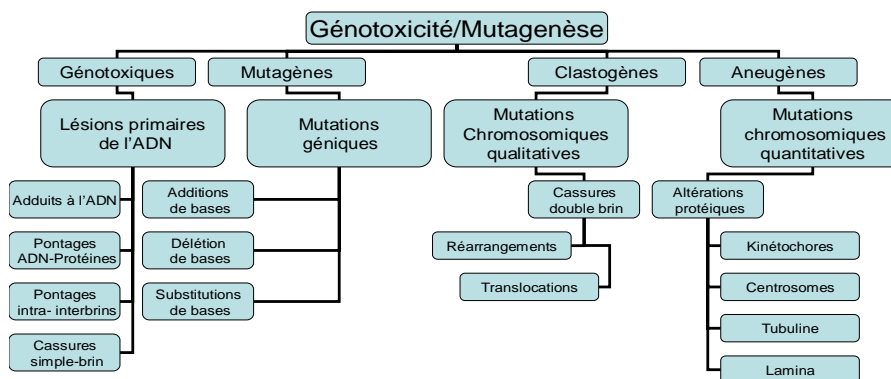 Génotoxicité/Mutagenèse
Génotoxiques
Mutagènes
Clastogènes
Aneugènes
Lésions primaires
de l'ADN
Mutations
géniques
Mutations
Chromosomiques
qualitatives
Mutations
chromosomiques
quantitatives
Adduits à l'ADN
Pontages
ADN-Protéines
Pontages
intra- interbrins
Cassures
simple-brin
Additions
de bases
Délétion
de bases
Substitutions
de bases
Cassures
double brin
Réarrangements
Translocations
Altérations
protéiques
Kinétochores
Centrosomes
Tubuline
Lamina